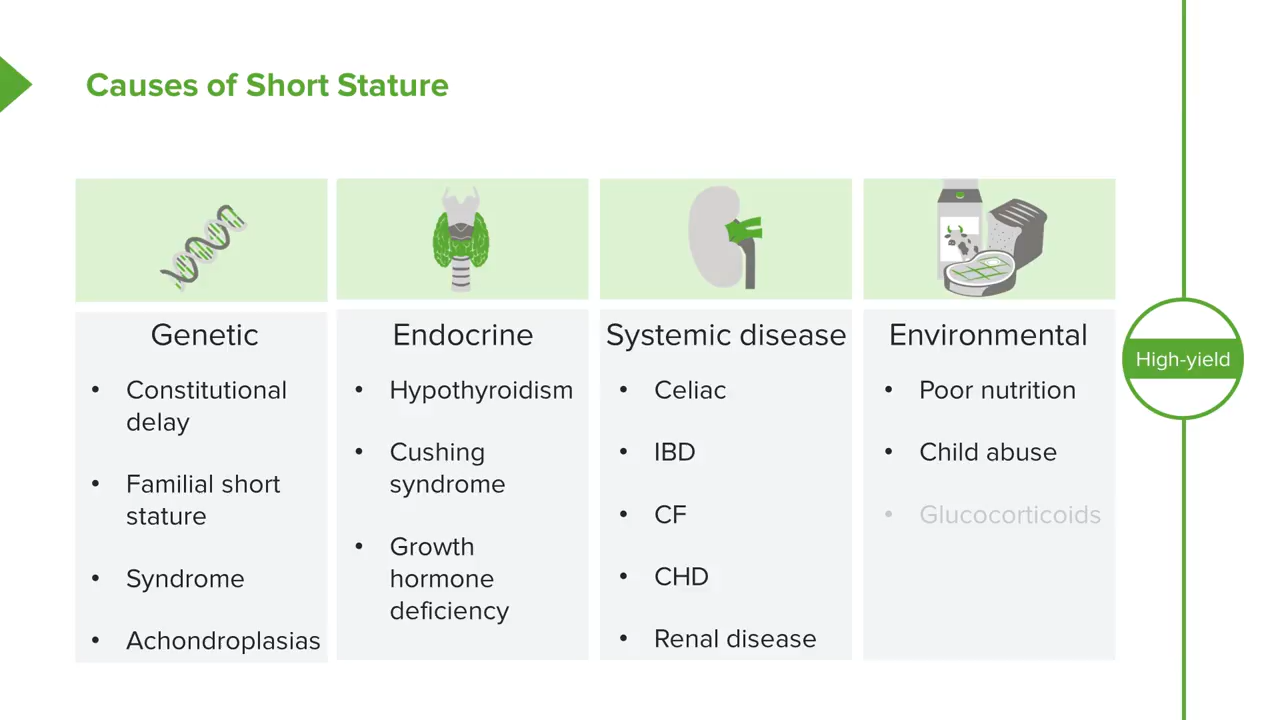 Causes of Short Stature
Genetic
• Constitutional
delay
• Familial short
stature
• Syndrome
• Achondroplasias
Endocrine
• Hypothyroidism
• Cushing
syndrome
• Growth
hormone
deficiency
Systemic disease
• Celiac
• IBD
• CF
• CHD
• Renal disease
Environmental
• Poor nutrition
• Child abuse
• Glucocorticoids
High-yield